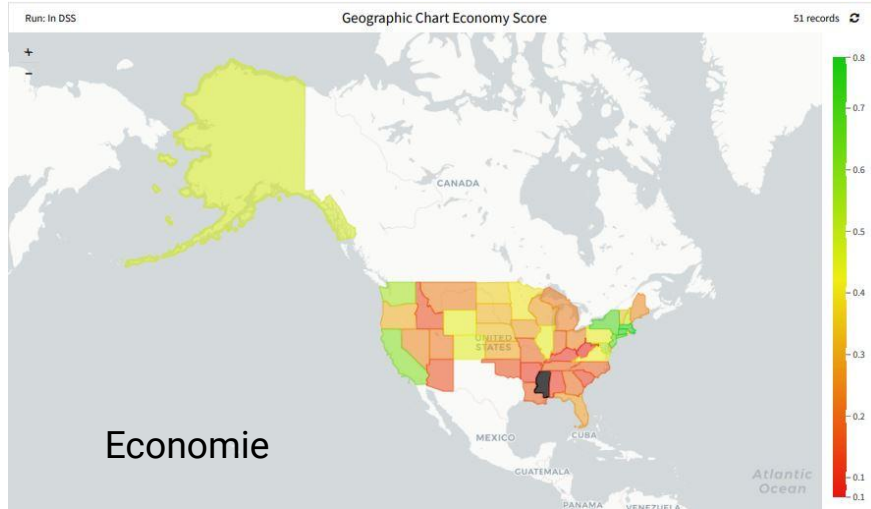 Run: In DSS
Geographic Chart Economy Score
51 records
+
−
0.8
0.7
0.6
0.5
0.4
0.3
0.2
0.1
0.1
CANADA
UNITED
STATES
MEXICO
CUBA
GUATEMALA
PANAMA
VENEZUELA
Atlantic
Ocean
Economie